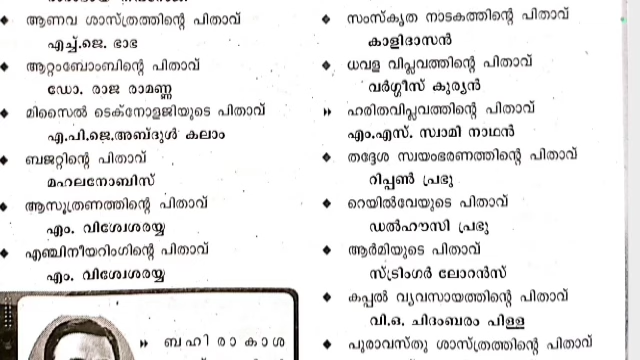 ആണവ ശാസ്ത്രത്തിന്റെ പിതാവ്
എച്ച്.ജെ. ഭാഭ
ആറ്റംബോംബിന്റെ പിതാവ്
ഡോ. രാജ രാമണ്ണ
മിസൈൽ ടെക്നോളജിയുടെ പിതാവ്
എ.പി.ജെ.അബ്ദുൾ കലാം
ബജറ്റിന്റെ പിതാവ്
മഹലനോബിസ്
ആസൂത്രണത്തിന്റെ പിതാവ്
എം. വിശ്വേശരയ്യ
എഞ്ചിനീയറിംഗിന്റെ പിതാവ്
എം. വിശ്വേശരയ്യ
ബഹിരാകാശ
സംസ്കൃത നാടകത്തിന്റെ പിതാവ്
കാളിദാസൻ
ധവള വിപ്ലവത്തിന്റെ പിതാവ്
വർഗ്ഗീസ് കുര്യൻ
ഹരിതവിപ്ലവത്തിന്റെ പിതാവ്
എം.എസ്. സ്വാമി നാഥൻ
തദ്ദേശ സ്വയംഭരണത്തിന്റെ പിതാവ്
റിപ്പൺ പ്രഭു
റെയിൽവേയുടെ പിതാവ്
ഡൽഹൗസി പ്രഭു
ആർമിയുടെ പിതാവ്
സ്ട്രിംഗർ ലോറൻസ്
കപ്പൽ വ്യവസായത്തിന്റെ പിതാവ്
വി.ഒ. ചിദംബരം പിള്ള
പുരാവസ്തു ശാസ്ത്രത്തിന്റെ പിതാവ്